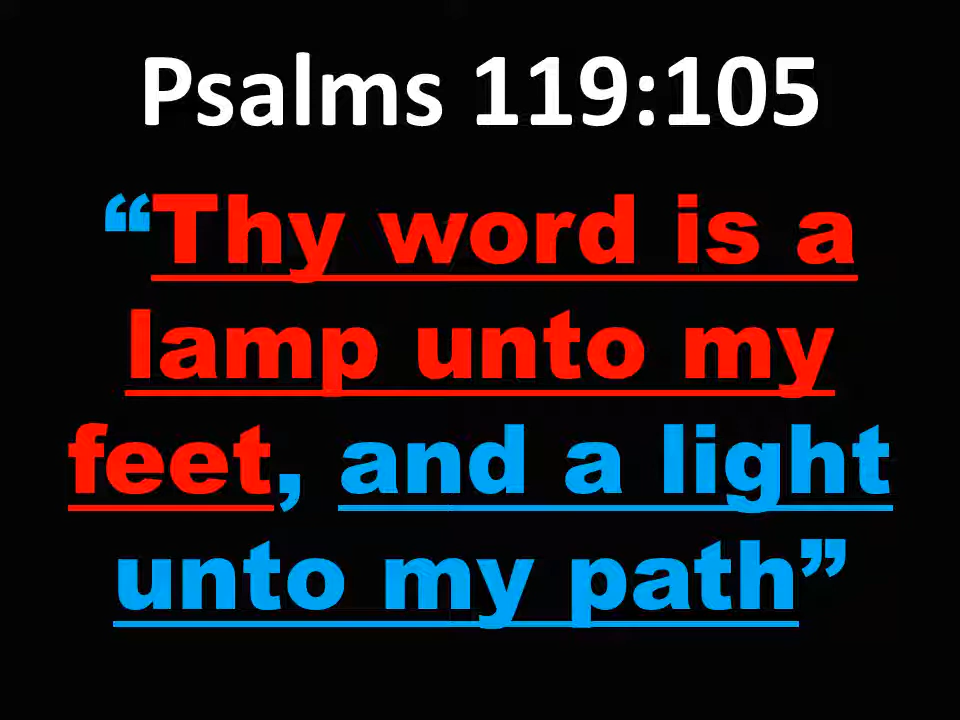 Psalms 119:105
“Thy word is a
lamp unto my
feet, and a light
unto my path”